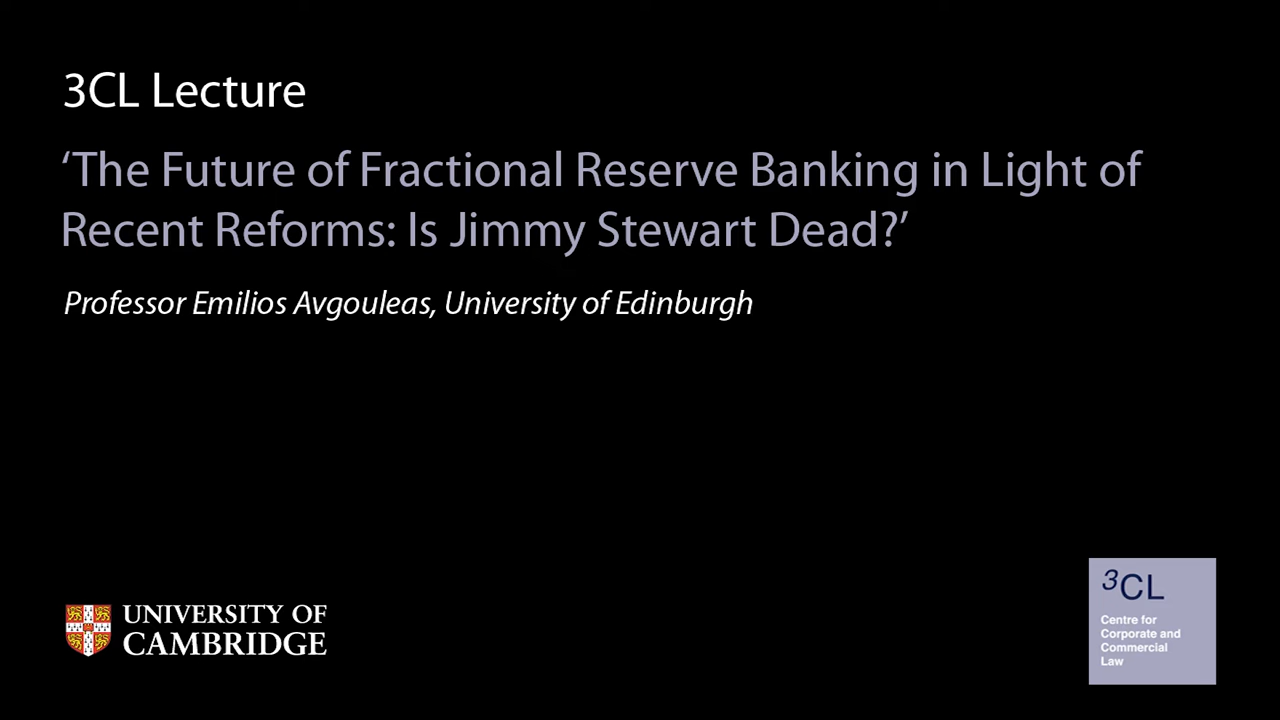 3CL Lecture
‘The Future of Fractional Reserve Banking in Light of
Recent Reforms: Is Jimmy Stewart Dead?’
Professor Emilios Avgouleas, University of Edinburgh
UNIVERSITY OF
CAMBRIDGE
3CL
Centre for
Corporate and
Commercial
Law